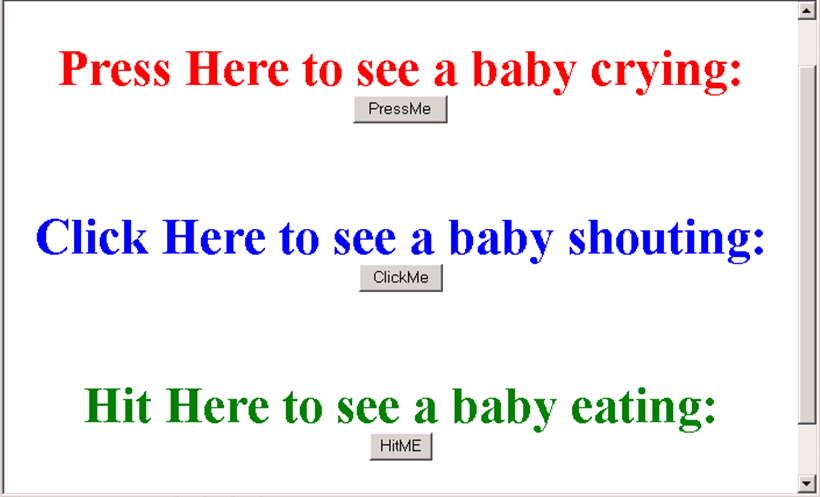 Press Here to see a baby crying:
PressMe
Click Here to see a baby shouting:
ClickMe
Hit Here to see a baby eating:
HitME